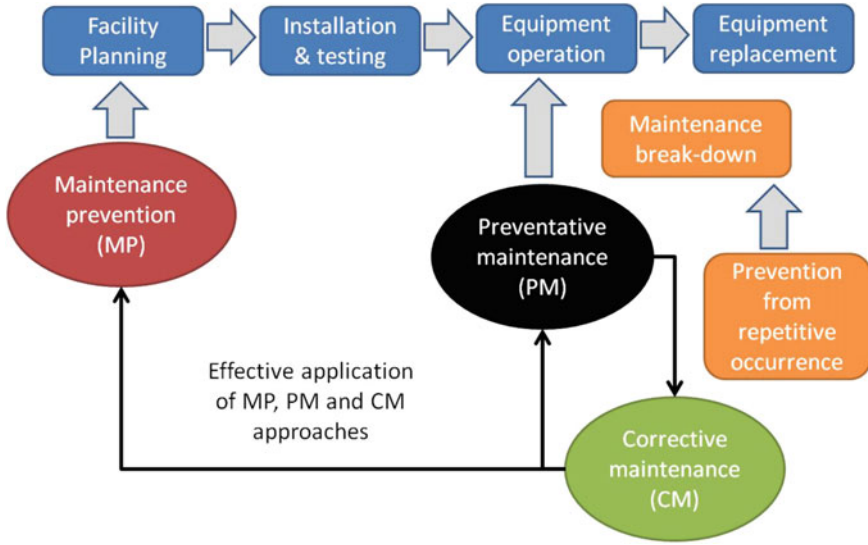 Facility
Planning
Installation
& testing
Equipment
operation
Equipment
replacement
Maintenance
break-down
Maintenance
prevention
(MP)
Preventative
maintenance
(PM)
Prevention
from
repetitive
occurrence
Effective application
of MP, PM and CM
approaches
Corrective
maintenance
(CM)